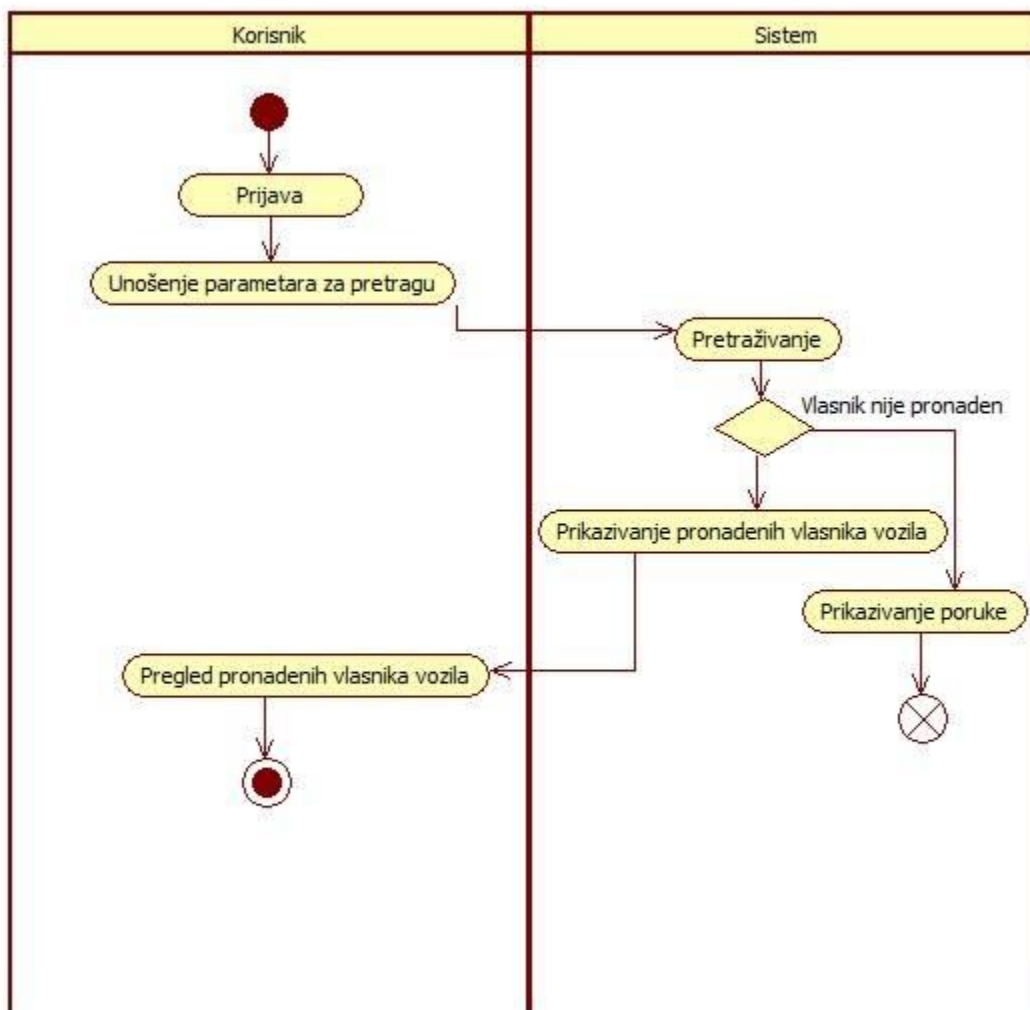 Korisnik
Sistem
Prijava
Unošenje parametara za pretragu
Pretraživanje
Vlasnik nije pronaden
Prikazivanje pronadenih vlasnika vozila
Prikazivanje poruke
Pregled pronadenih vlasnika vozila